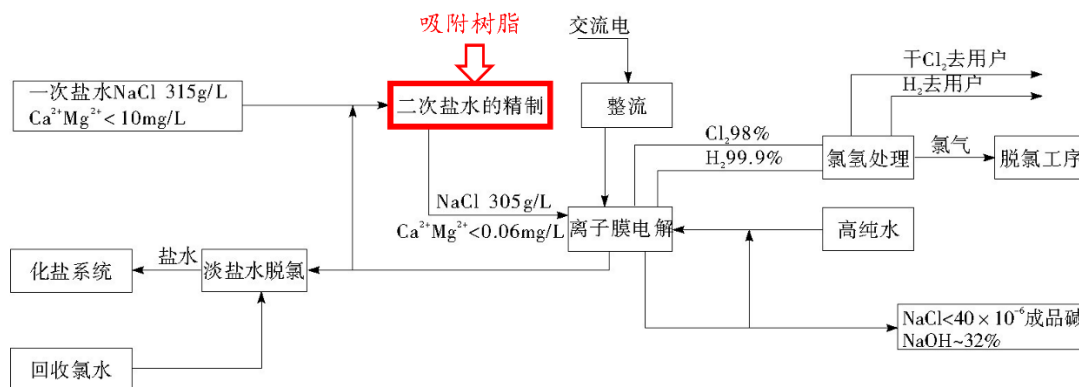 吸附树脂
交流电
一次盐水NaCl 315g/L
Ca²⁺Mg²⁺<10mg/L
二次盐水的精制
整流
干Cl₂去用户
H₂去用户
Cl₂98%
H₂99.9%
氯氢处理
氯气
脱氯工序
NaCl 305g/L
Ca²⁺Mg²⁺<0.06mg/L
离子膜电解
高纯水
化盐系统
盐水
淡盐水脱氯
NaCl<40×10⁻⁶成品碱
NaOH~32%
回收氯水